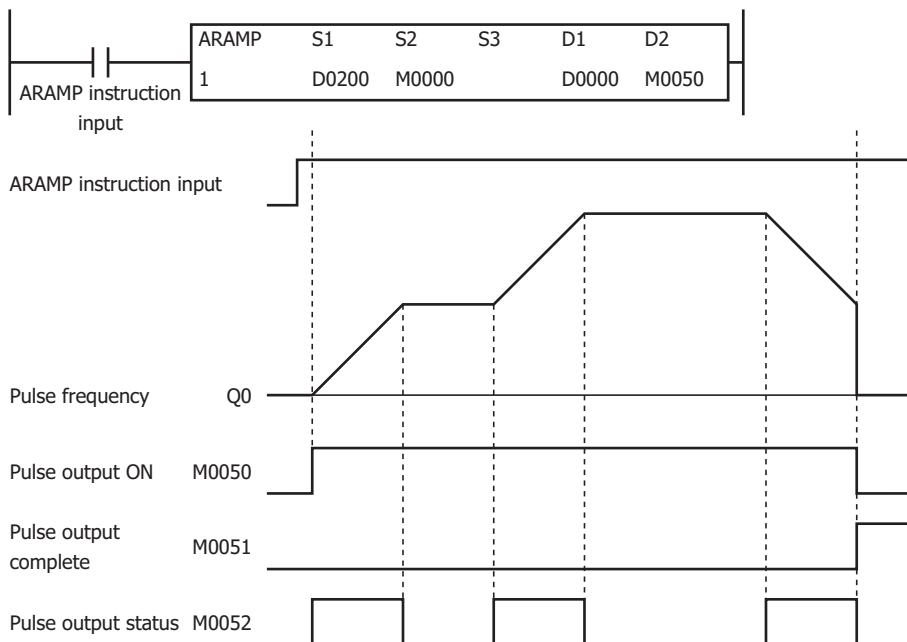 ARAMP S1 S2 S3 D1 D2
1 D0200 M0000 D0000 M0050
ARAMP instruction
input
ARAMP instruction input
Pulse frequency Q0
Pulse output ON M0050
Pulse output
complete
M0051
Pulse output status M0052